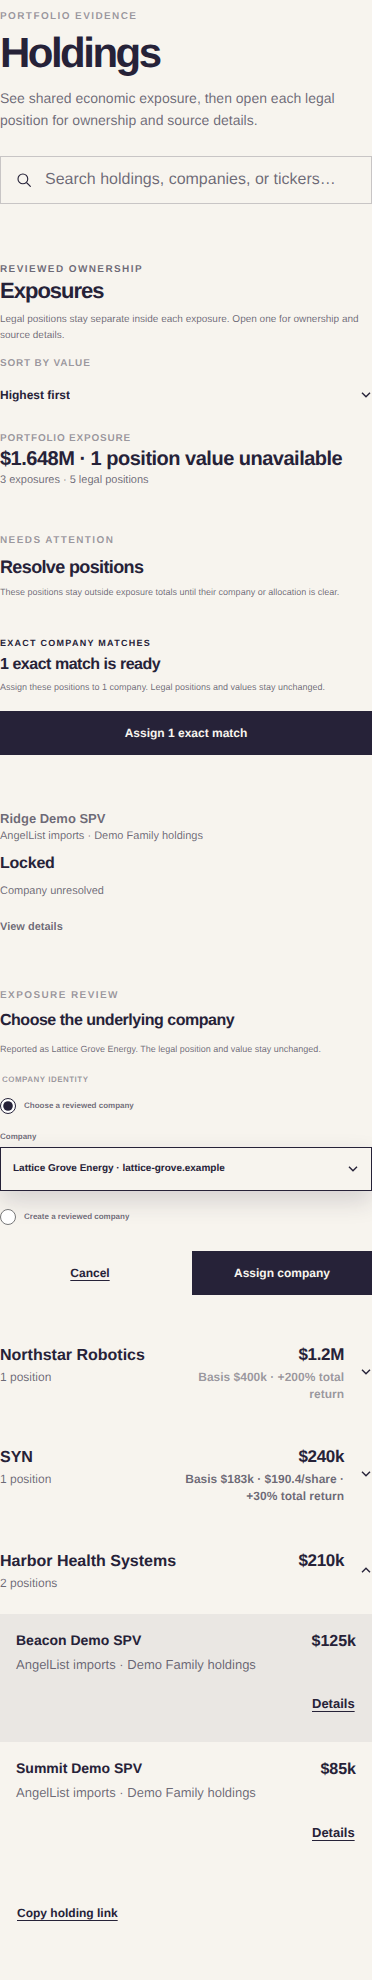 PORTFOLIO EVIDENCE
Holdings
See shared economic exposure, then open each legal
position for ownership and source details.
Search holdings, companies, or tickers…
REVIEWED OWNERSHIP
Exposures
Legal positions stay separate inside each exposure. Open one for ownership and
source details.
SORT BY VALUE
Highest first
PORTFOLIO EXPOSURE
$1.648M · 1 position value unavailable
3 exposures · 5 legal positions
NEEDS ATTENTION
Resolve positions
These positions stay outside exposure totals until their company or allocation is clear.
EXACT COMPANY MATCHES
1 exact match is ready
Assign these positions to 1 company. Legal positions and values stay unchanged.
Assign 1 exact match
Ridge Demo SPV
AngelList imports · Demo Family holdings
Locked
Company unresolved
View details
EXPOSURE REVIEW
Choose the underlying company
Reported as Lattice Grove Energy. The legal position and value stay unchanged.
COMPANY IDENTITY
Choose a reviewed company
Company
Lattice Grove Energy · lattice-grove.example
Create a reviewed company
Cancel
Assign company
Northstar Robotics
$1.2M
1 position
Basis $400k · +200% total
return
SYN
$240k
1 position
Basis $183k · $190.4/share ·
+30% total return
Harbor Health Systems
$210k
2 positions
Beacon Demo SPV
$125k
AngelList imports · Demo Family holdings
Details
Summit Demo SPV
$85k
AngelList imports · Demo Family holdings
Details
Copy holding link